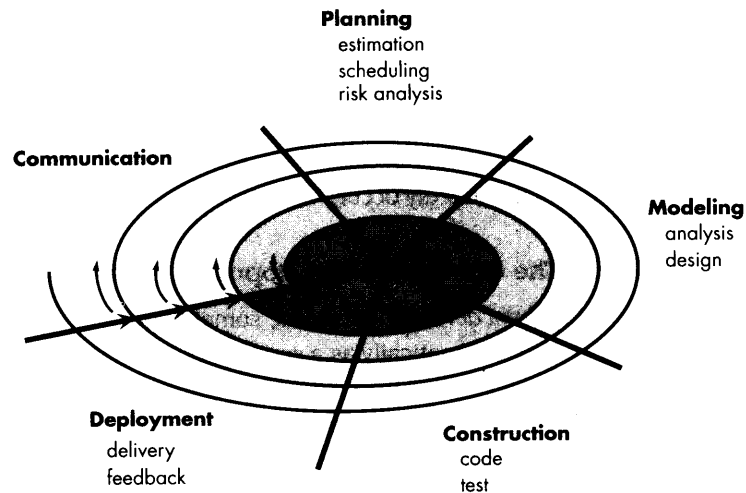 Planning
estimation
scheduling
risk analysis
Communication
Modeling
analysis
design
Deployment
delivery
feedback
Construction
code
test